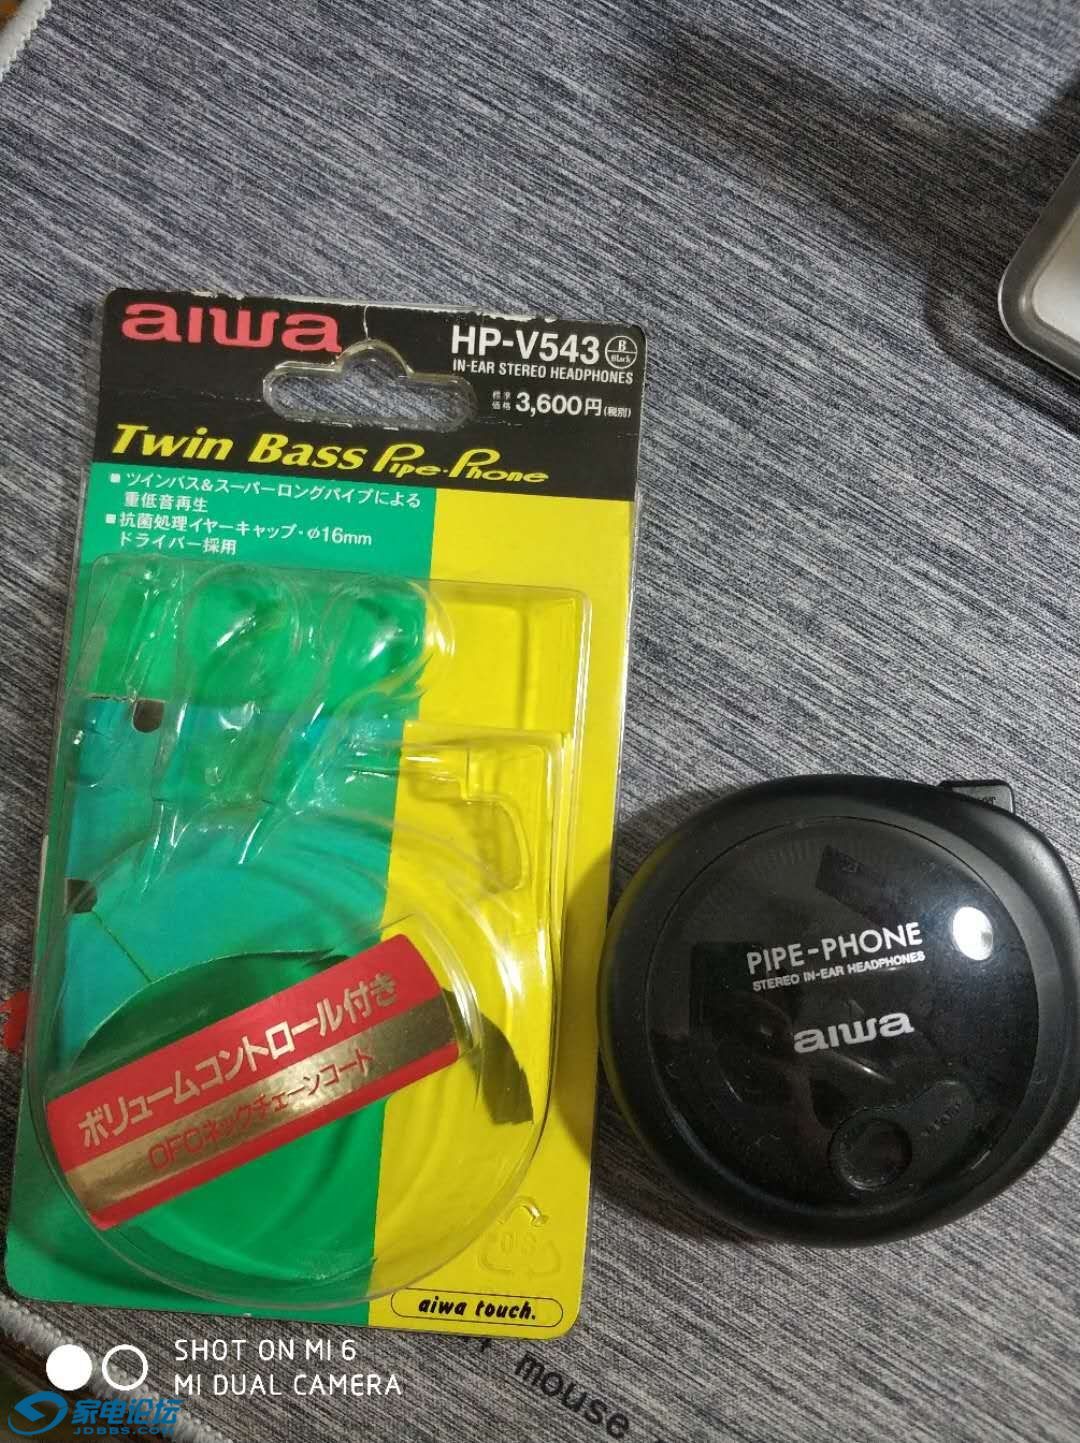 aiwa
HP-V543 B Black
IN-EAR STEREO HEADPHONES
標準価格 3,600円(税別)
Twin Bass Pipe-Phone
■ツインバス&スーパーロングパイプによる
重低音再生
■抗菌処理イヤーキャップ・φ16mm
ドライバー採用
ボリュームコントロール付き
OFCネックチェーンコード
03
aiwa touch.
PIPE-PHONE
STEREO IN-EAR HEADPHONES
aiwa
mouse
SHOT ON MI 6
MI DUAL CAMERA
家电论坛
JDBBS.COM